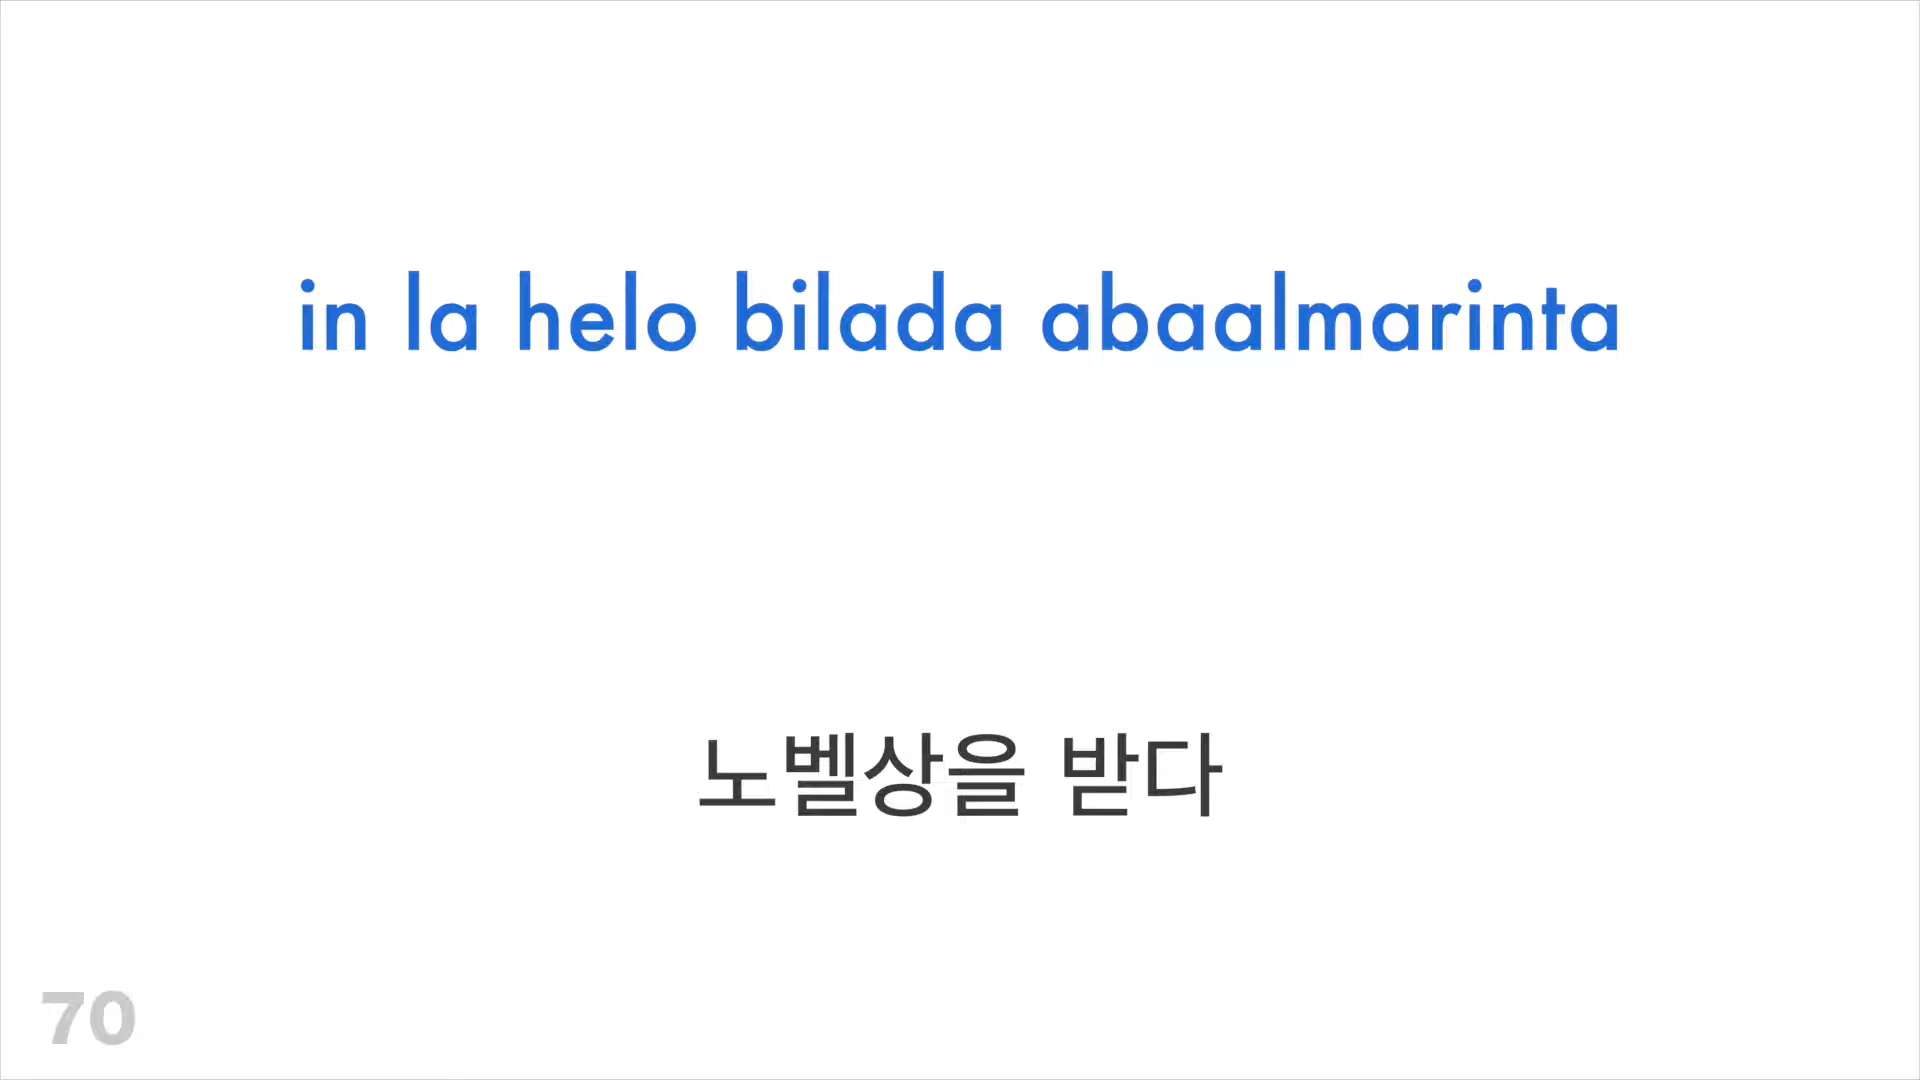 in la helo bilada abaalmarinta
노벨상을 받다
70